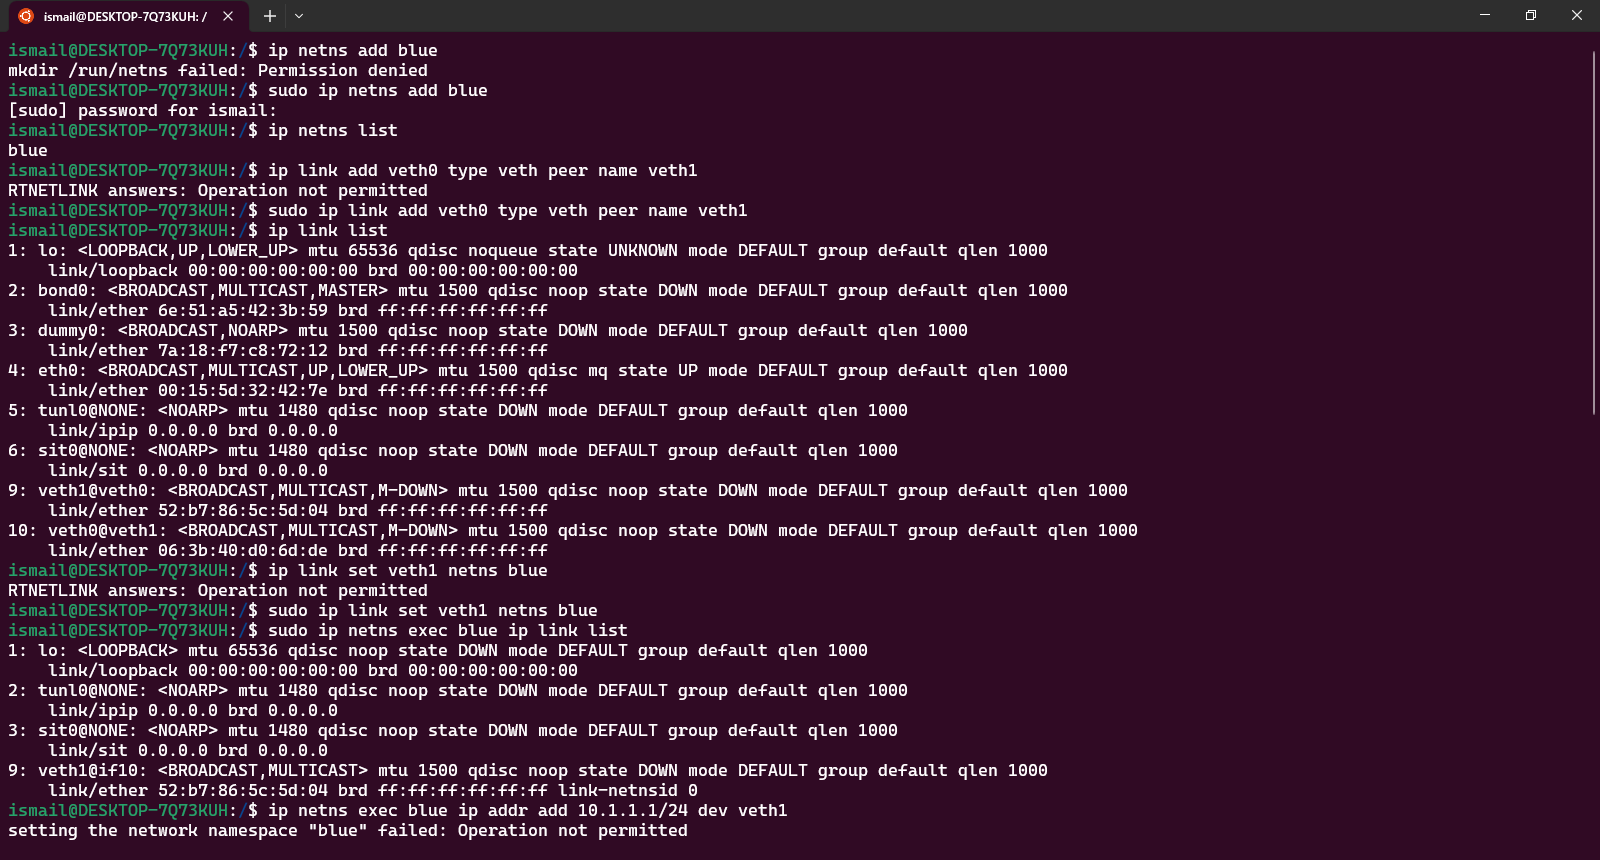 ismail@DESKTOP-7Q73KUH: /
ismail@DESKTOP-7Q73KUH:/$ ip netns add blue
mkdir /run/netns failed: Permission denied
ismail@DESKTOP-7Q73KUH:/$ sudo ip netns add blue
[sudo] password for ismail:
ismail@DESKTOP-7Q73KUH:/$ ip netns list
blue
ismail@DESKTOP-7Q73KUH:/$ ip link add veth0 type veth peer name veth1
RTNETLINK answers: Operation not permitted
ismail@DESKTOP-7Q73KUH:/$ sudo ip link add veth0 type veth peer name veth1
ismail@DESKTOP-7Q73KUH:/$ ip link list
1: lo: <LOOPBACK,UP,LOWER_UP> mtu 65536 qdisc noqueue state UNKNOWN mode DEFAULT group default qlen 1000
    link/loopback 00:00:00:00:00:00 brd 00:00:00:00:00:00
2: bond0: <BROADCAST,MULTICAST,MASTER> mtu 1500 qdisc noop state DOWN mode DEFAULT group default qlen 1000
    link/ether 6e:51:a5:42:3b:59 brd ff:ff:ff:ff:ff:ff
3: dummy0: <BROADCAST,NOARP> mtu 1500 qdisc noop state DOWN mode DEFAULT group default qlen 1000
    link/ether 7a:18:f7:c8:72:12 brd ff:ff:ff:ff:ff:ff
4: eth0: <BROADCAST,MULTICAST,UP,LOWER_UP> mtu 1500 qdisc mq state UP mode DEFAULT group default qlen 1000
    link/ether 00:15:5d:32:42:7e brd ff:ff:ff:ff:ff:ff
5: tunl0@NONE: <NOARP> mtu 1480 qdisc noop state DOWN mode DEFAULT group default qlen 1000
    link/ipip 0.0.0.0 brd 0.0.0.0
6: sit0@NONE: <NOARP> mtu 1480 qdisc noop state DOWN mode DEFAULT group default qlen 1000
    link/sit 0.0.0.0 brd 0.0.0.0
9: veth1@veth0: <BROADCAST,MULTICAST,M-DOWN> mtu 1500 qdisc noop state DOWN mode DEFAULT group default qlen 1000
    link/ether 52:b7:86:5c:5d:04 brd ff:ff:ff:ff:ff:ff
10: veth0@veth1: <BROADCAST,MULTICAST,M-DOWN> mtu 1500 qdisc noop state DOWN mode DEFAULT group default qlen 1000
    link/ether 06:3b:40:d0:6d:de brd ff:ff:ff:ff:ff:ff
ismail@DESKTOP-7Q73KUH:/$ ip link set veth1 netns blue
RTNETLINK answers: Operation not permitted
ismail@DESKTOP-7Q73KUH:/$ sudo ip link set veth1 netns blue
ismail@DESKTOP-7Q73KUH:/$ sudo ip netns exec blue ip link list
1: lo: <LOOPBACK> mtu 65536 qdisc noop state DOWN mode DEFAULT group default qlen 1000
    link/loopback 00:00:00:00:00:00 brd 00:00:00:00:00:00
2: tunl0@NONE: <NOARP> mtu 1480 qdisc noop state DOWN mode DEFAULT group default qlen 1000
    link/ipip 0.0.0.0 brd 0.0.0.0
3: sit0@NONE: <NOARP> mtu 1480 qdisc noop state DOWN mode DEFAULT group default qlen 1000
    link/sit 0.0.0.0 brd 0.0.0.0
9: veth1@if10: <BROADCAST,MULTICAST> mtu 1500 qdisc noop state DOWN mode DEFAULT group default qlen 1000
    link/ether 52:b7:86:5c:5d:04 brd ff:ff:ff:ff:ff:ff link-netnsid 0
ismail@DESKTOP-7Q73KUH:/$ ip netns exec blue ip addr add 10.1.1.1/24 dev veth1
setting the network namespace "blue" failed: Operation not permitted